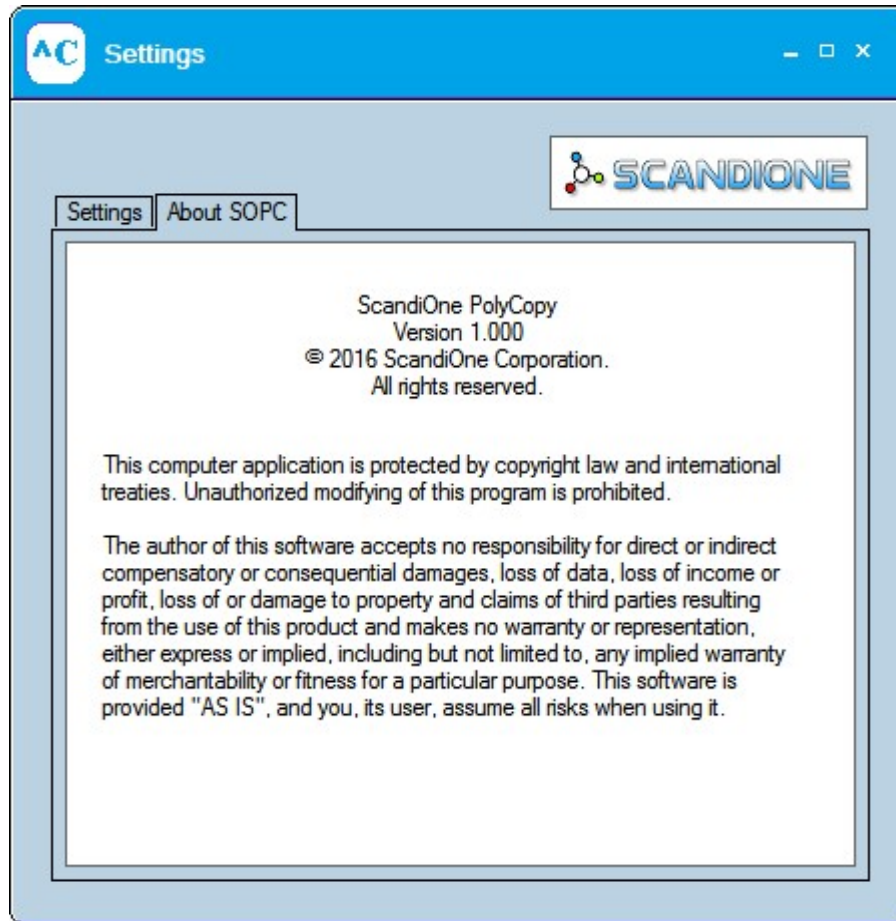 ^C Settings
SCANDIONE
Settings About SOPC
ScandiOne PolyCopy
Version 1.000
© 2016 ScandiOne Corporation.
All rights reserved.
This computer application is protected by copyright law and international
treaties. Unauthorized modifying of this program is prohibited.
The author of this software accepts no responsibility for direct or indirect
compensatory or consequential damages, loss of data, loss of income or
profit, loss of or damage to property and claims of third parties resulting
from the use of this product and makes no warranty or representation,
either express or implied, including but not limited to, any implied warranty
of merchantability or fitness for a particular purpose. This software is
provided "AS IS", and you, its user, assume all risks when using it.